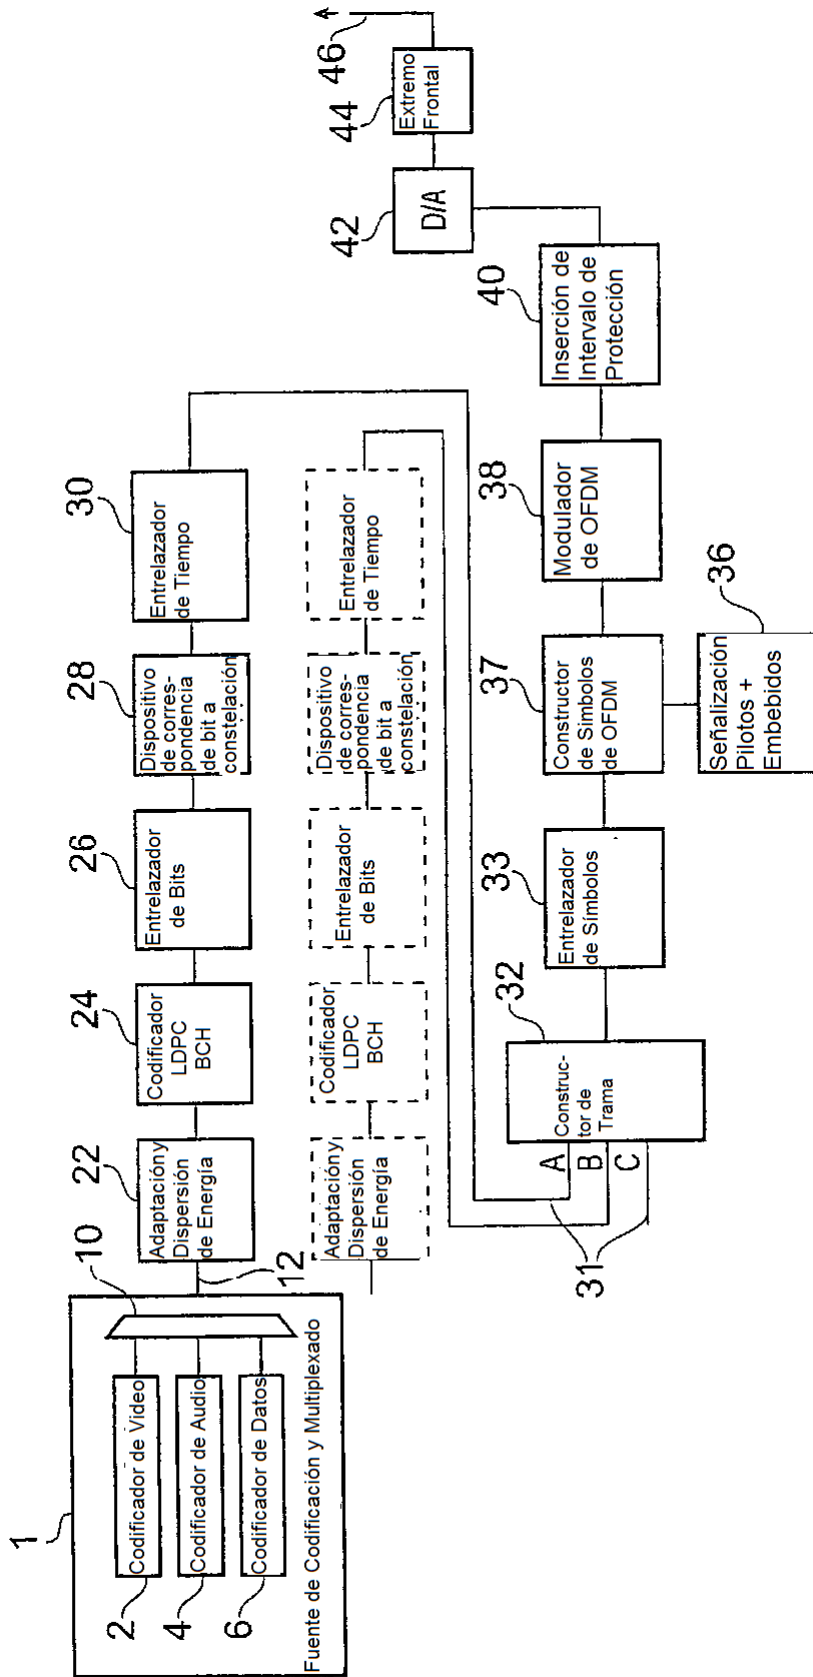 1
2
Codificador de Video
4
Codificador de Audio
6
Codificador de Datos
Fuente de Codificación y Multiplexado
10
12
22
Adaptación y
Dispersión
de Energía
24
Codificador
LDPC
BCH
26
Entrelazador
de Bits
28
Dispositivo
de corres-
pondencia
de bit a
constelación
30
Entrelazador
de Tiempo
Adaptación y
Dispersión
de Energía
Codificador
LDPC
BCH
Entrelazador
de Bits
Dispositivo
de corres-
pondencia
de bit a
constelación
Entrelazador
de Tiempo
31
A
B
C
32
Construc-
tor de
Trama
33
Entrelazador
de Símbolos
37
Constructor
de Símbolos
de OFDM
36
Señalización
Pilotos +
Embebidos
38
Modulador
de OFDM
40
Inserción de
Intervalo de
Protección
42
D/A
44
Extremo
Frontal
46